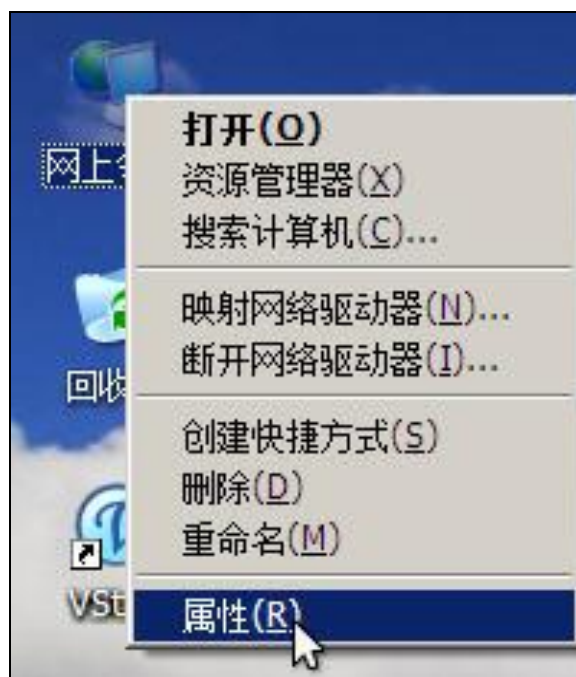 网上
打开(O)
资源管理器(X)
搜索计算机(C)...
映射网络驱动器(N)...
断开网络驱动器(I)...
回收
创建快捷方式(S)
删除(D)
重命名(M)
VSt
属性(R)